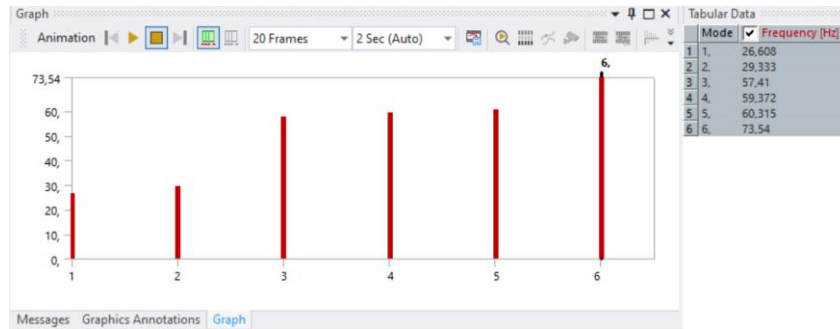 Graph
Animation
20 Frames
2 Sec (Auto)
6,
73,54
60,
50,
40,
30,
20,
10,
0,
1 2 3 4 5 6
Messages Graphics Annotations Graph
Tabular Data
Mode Frequency [Hz]
1 1, 26,608
2 2, 29,333
3 3, 57,41
4 4, 59,372
5 5, 60,315
6 6, 73,54